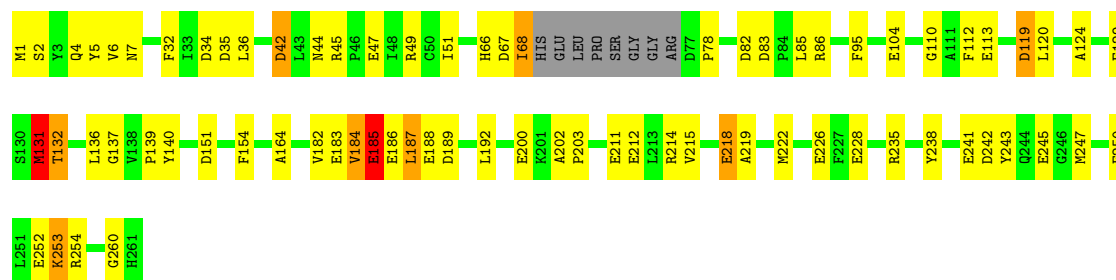 M1 S2 Y3 Q4 Y5 V6 N7 F32 I33 D34 D35 L36 D42 L43 N44 R45 P46 E47 I48 R49 C50 I51 H66 D67 I68 HIS GLU LEU PRO SER GLY GLY ARG D77 P78 D82 D83 P84 L85 R86 F95 E104 G110 A111 F112 E113 D119 L120 A124
S130 M131 T132 L136 G137 V138 P139 Y140 D151 F154 A164 V182 E183 V184 E185 E186 L187 E188 D189 L192 E200 K201 A202 P203 E211 E212 L213 R214 V215 E218 A219 M222 E226 F227 E228 R235 Y238 E241 D242 Y243 Q244 E245 G246 M247
L251 E252 K253 R254 G260 H261